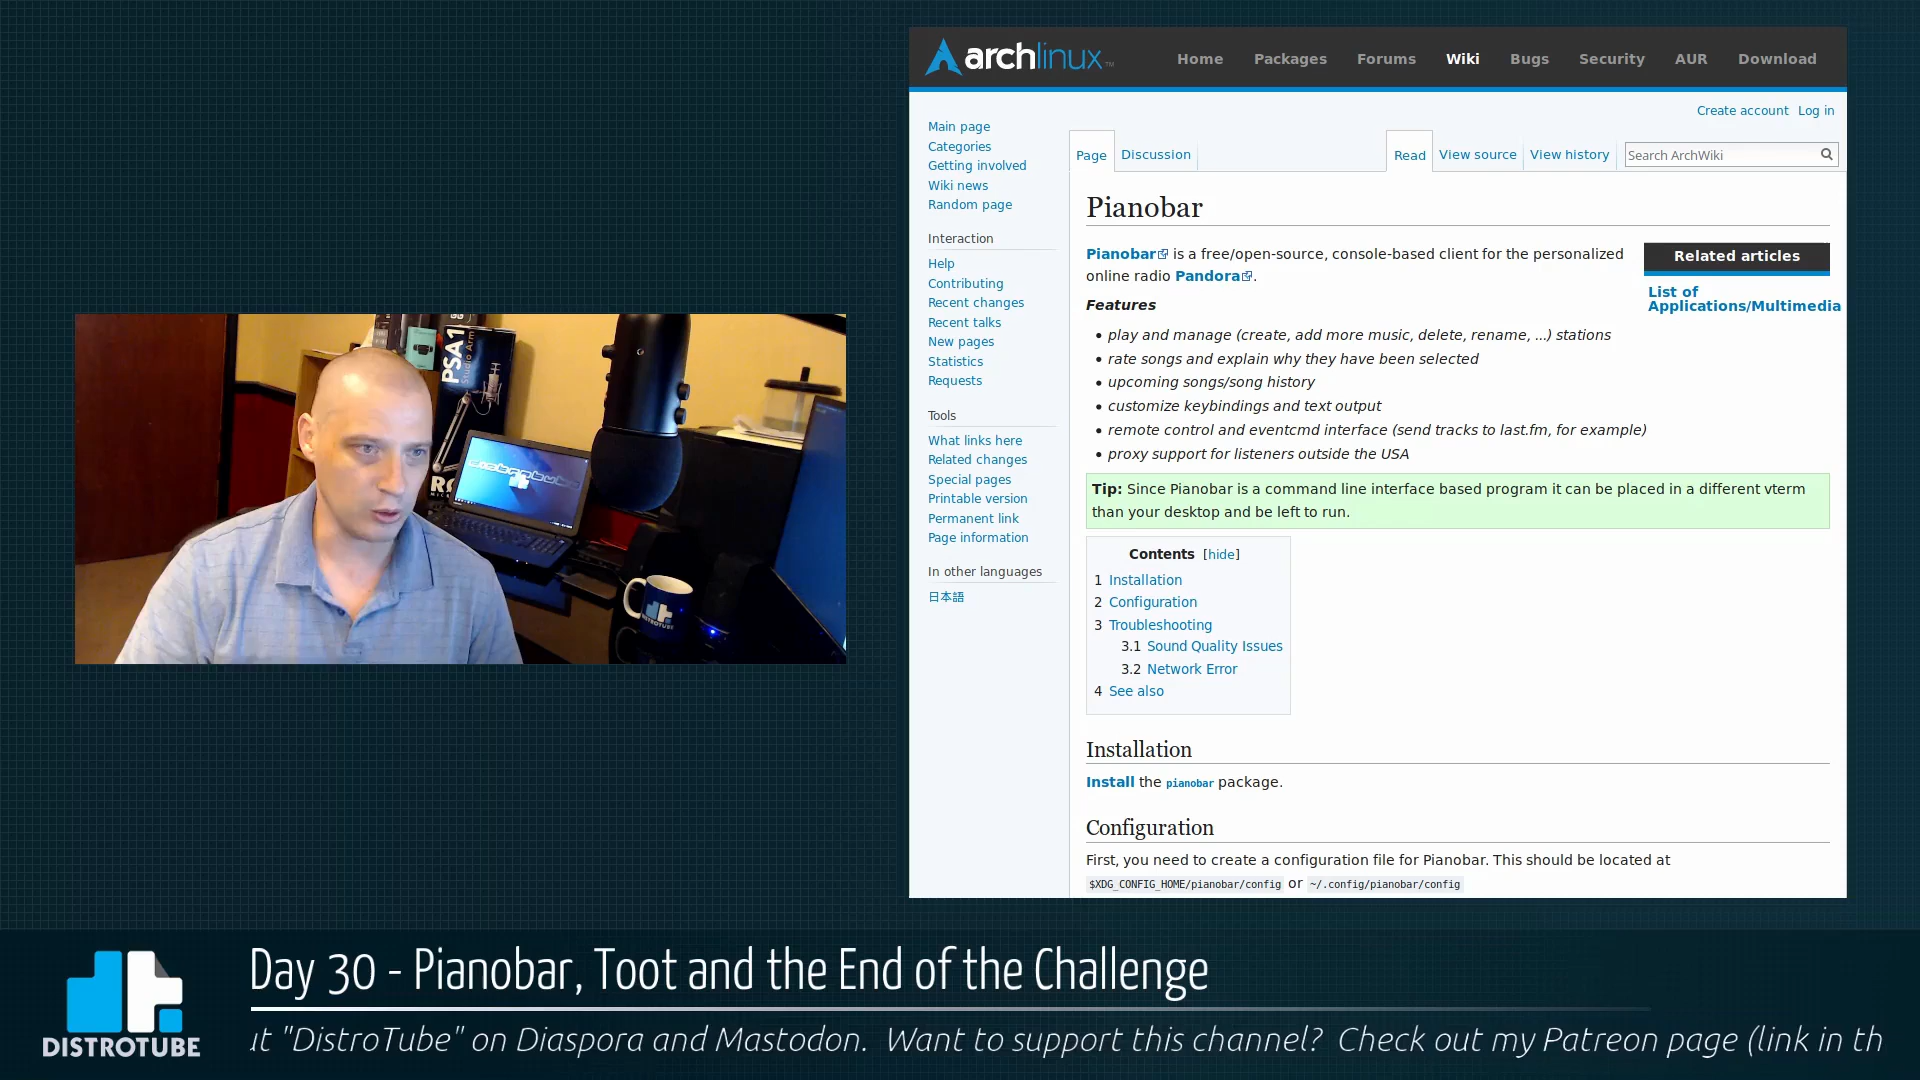 archlinux™
Home Packages Forums Wiki Bugs Security AUR Download
Create account Log in
Main page
Categories
Getting involved
Wiki news
Random page
Interaction
Help
Contributing
Recent changes
Recent talks
New pages
Statistics
Requests
Tools
What links here
Related changes
Special pages
Printable version
Permanent link
Page information
In other languages
日本語
Page Discussion Read View source View history Search ArchWiki
Pianobar
Pianobar is a free/open-source, console-based client for the personalized
online radio Pandora.
Related articles
List of
Applications/Multimedia
Features
• play and manage (create, add more music, delete, rename, ...) stations
• rate songs and explain why they have been selected
• upcoming songs/song history
• customize keybindings and text output
• remote control and eventcmd interface (send tracks to last.fm, for example)
• proxy support for listeners outside the USA
Tip: Since Pianobar is a command line interface based program it can be placed in a different vterm
than your desktop and be left to run.
Contents [hide]
1 Installation
2 Configuration
3 Troubleshooting
3.1 Sound Quality Issues
3.2 Network Error
4 See also
Installation
Install the pianobar package.
Configuration
First, you need to create a configuration file for Pianobar. This should be located at
$XDG_CONFIG_HOME/pianobar/config or ~/.config/pianobar/config
PSA1
Studio Arm
distrotube
DISTROTUBE
Day 30 - Pianobar, Toot and the End of the Challenge
ut "DistroTube" on Diaspora and Mastodon. Want to support this channel? Check out my Patreon page (link in th
DISTROTUBE